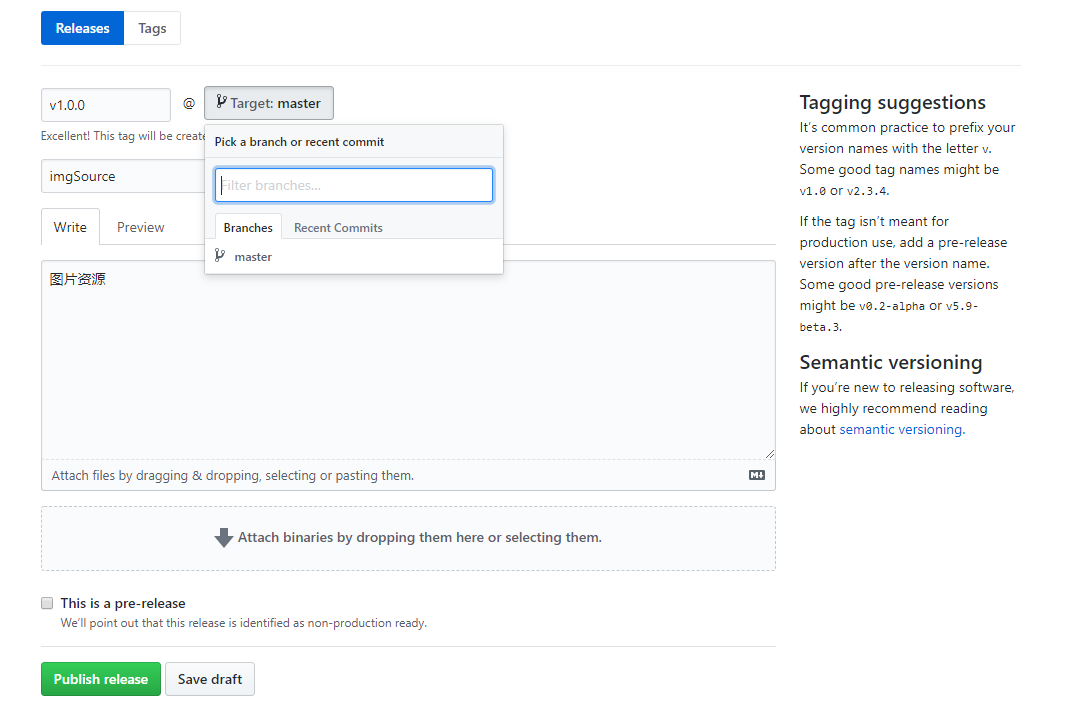 Releases Tags
v1.0.0 @ Target: master
Excellent! This tag will be create
Pick a branch or recent commit
Filter branches...
imgSource
Branches Recent Commits
master
Write Preview
图片资源
Attach files by dragging & dropping, selecting or pasting them.
Attach binaries by dropping them here or selecting them.
This is a pre-release
We'll point out that this release is identified as non-production ready.
Publish release Save draft
Tagging suggestions
It's common practice to prefix your
version names with the letter v.
Some good tag names might be
v1.0 or v2.3.4.
If the tag isn't meant for
production use, add a pre-release
version after the version name.
Some good pre-release versions
might be v0.2-alpha or v5.9-
beta.3.
Semantic versioning
If you're new to releasing software,
we highly recommend reading
about semantic versioning.